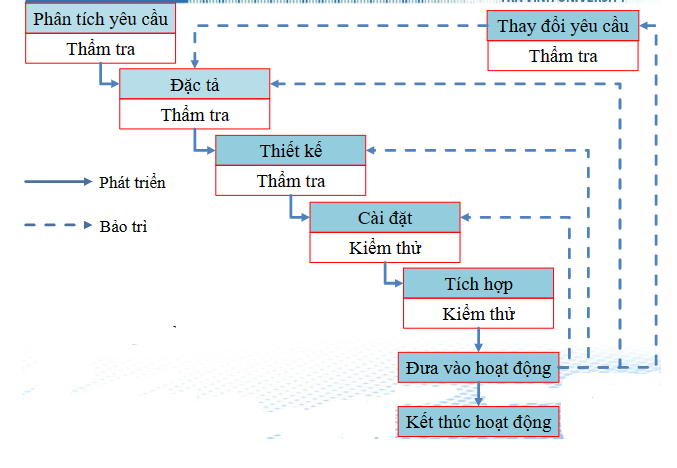 Phân tích yêu cầu
Thẩm tra
Thay đổi yêu cầu
Thẩm tra
Đặc tả
Thẩm tra
Thiết kế
Thẩm tra
Phát triển
Bảo trì
Cài đặt
Kiểm thử
Tích hợp
Kiểm thử
Đưa vào hoạt động
Kết thúc hoạt động